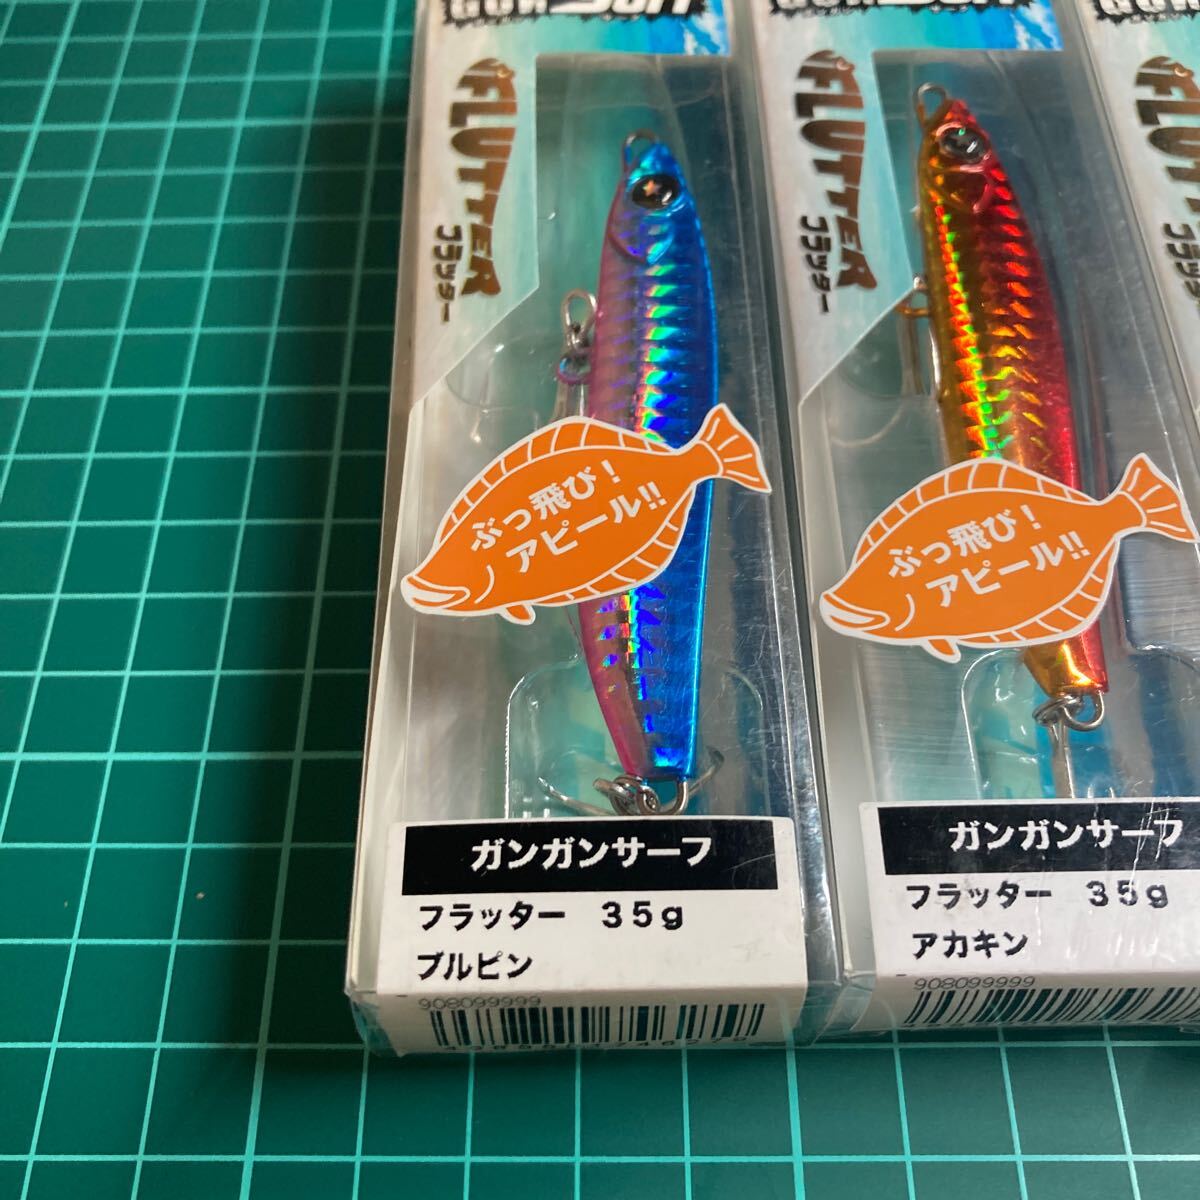 FLUTTER
フラッター
ぶっ飛び!
アピール!!
ガンガンサーフ
フラッター 35g
ブルピン
908099999
FLUTTER
フラッター
ぶっ飛び!
アピール!!
ガンガンサーフ
フラッター 35g
アカキン
908099999